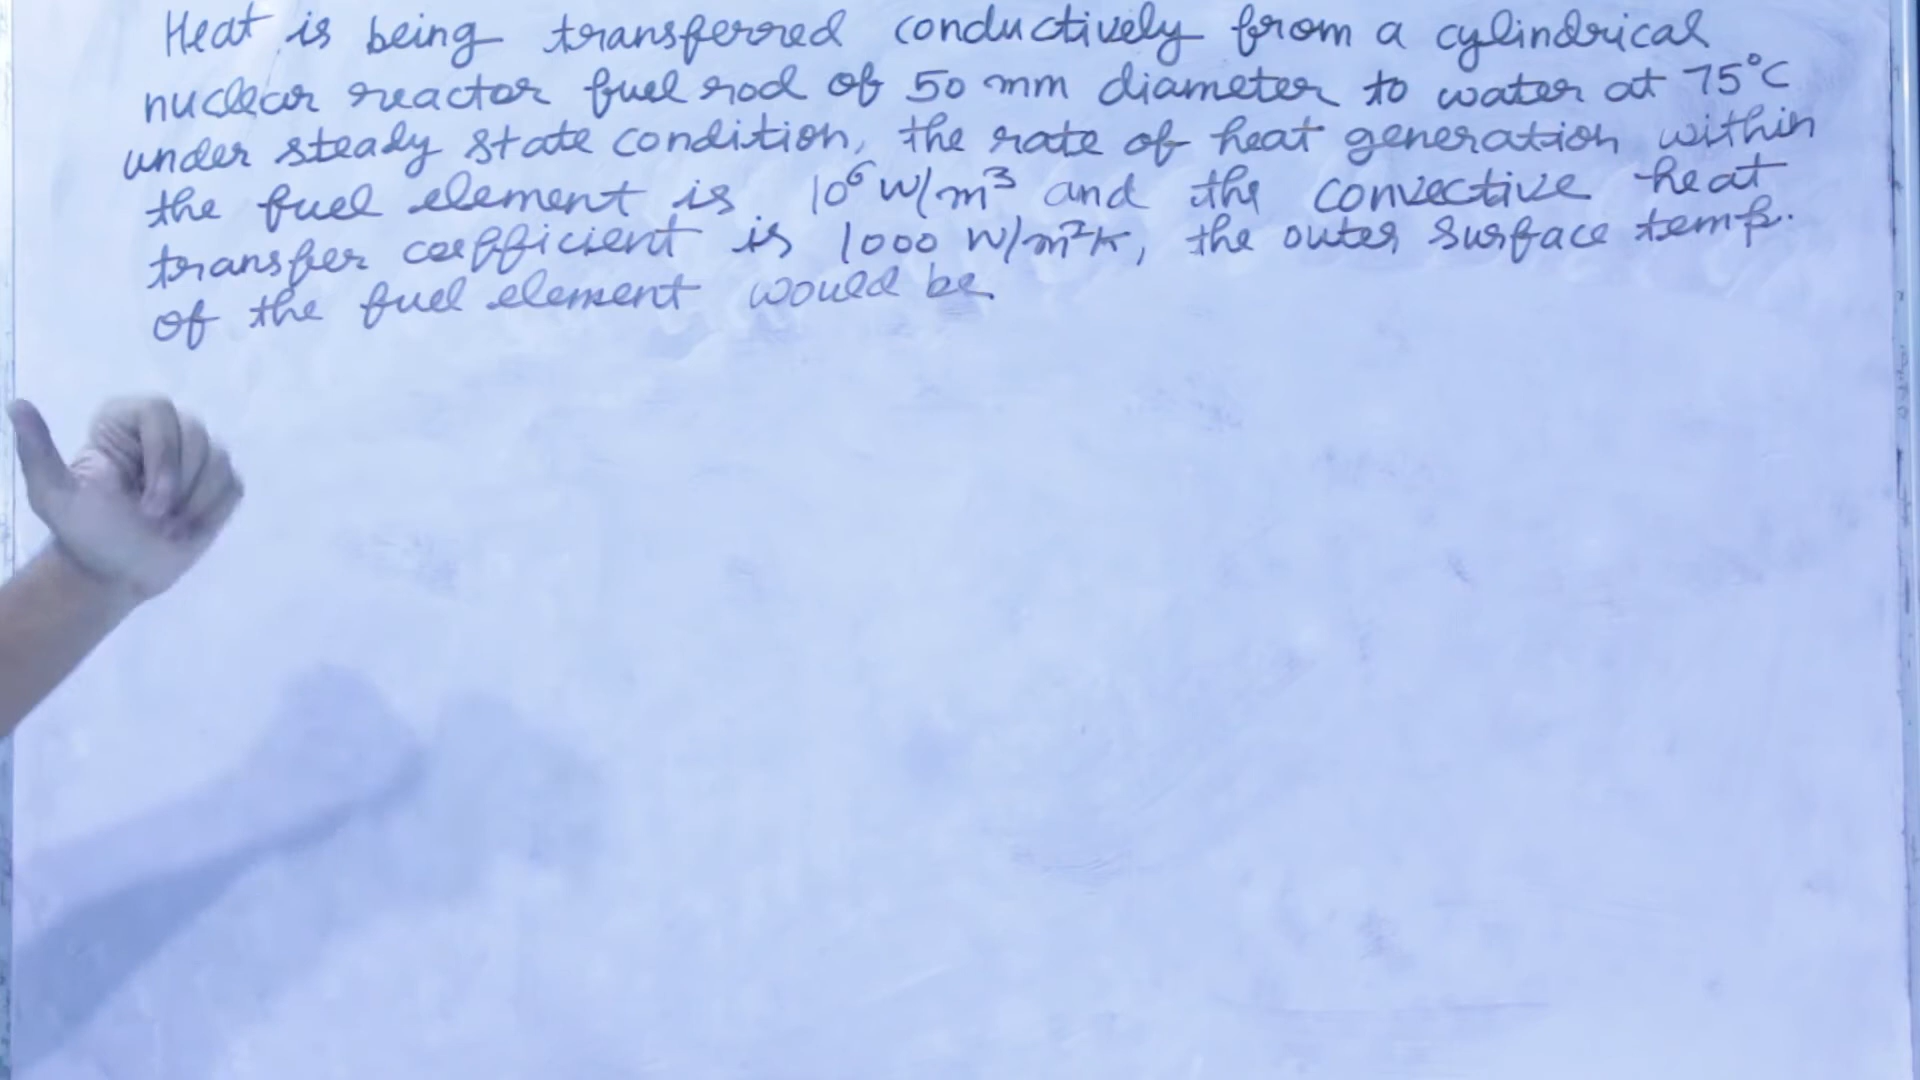 Heat is being transferred conductively from a cylindrical
nuclear reactor fuel rod of 50 mm diameter to water at 75°C
under steady state condition, the rate of heat generation within
the fuel element is 10⁶ W/m³ and the convective heat
transfer coefficient is 1000 W/m²K, the outer surface temp.
of the fuel element would be